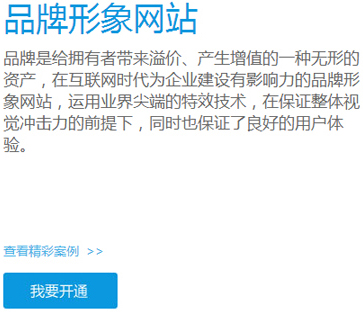 品牌形象网站
品牌是给拥有者带来溢价、产生增值的一种无形的
资产，在互联网时代为企业建设有影响力的品牌形
象网站，运用业界尖端的特效技术，在保证整体视
觉冲击力的前提下，同时也保证了良好的用户体
验。
查看精彩案例 >>
我要开通